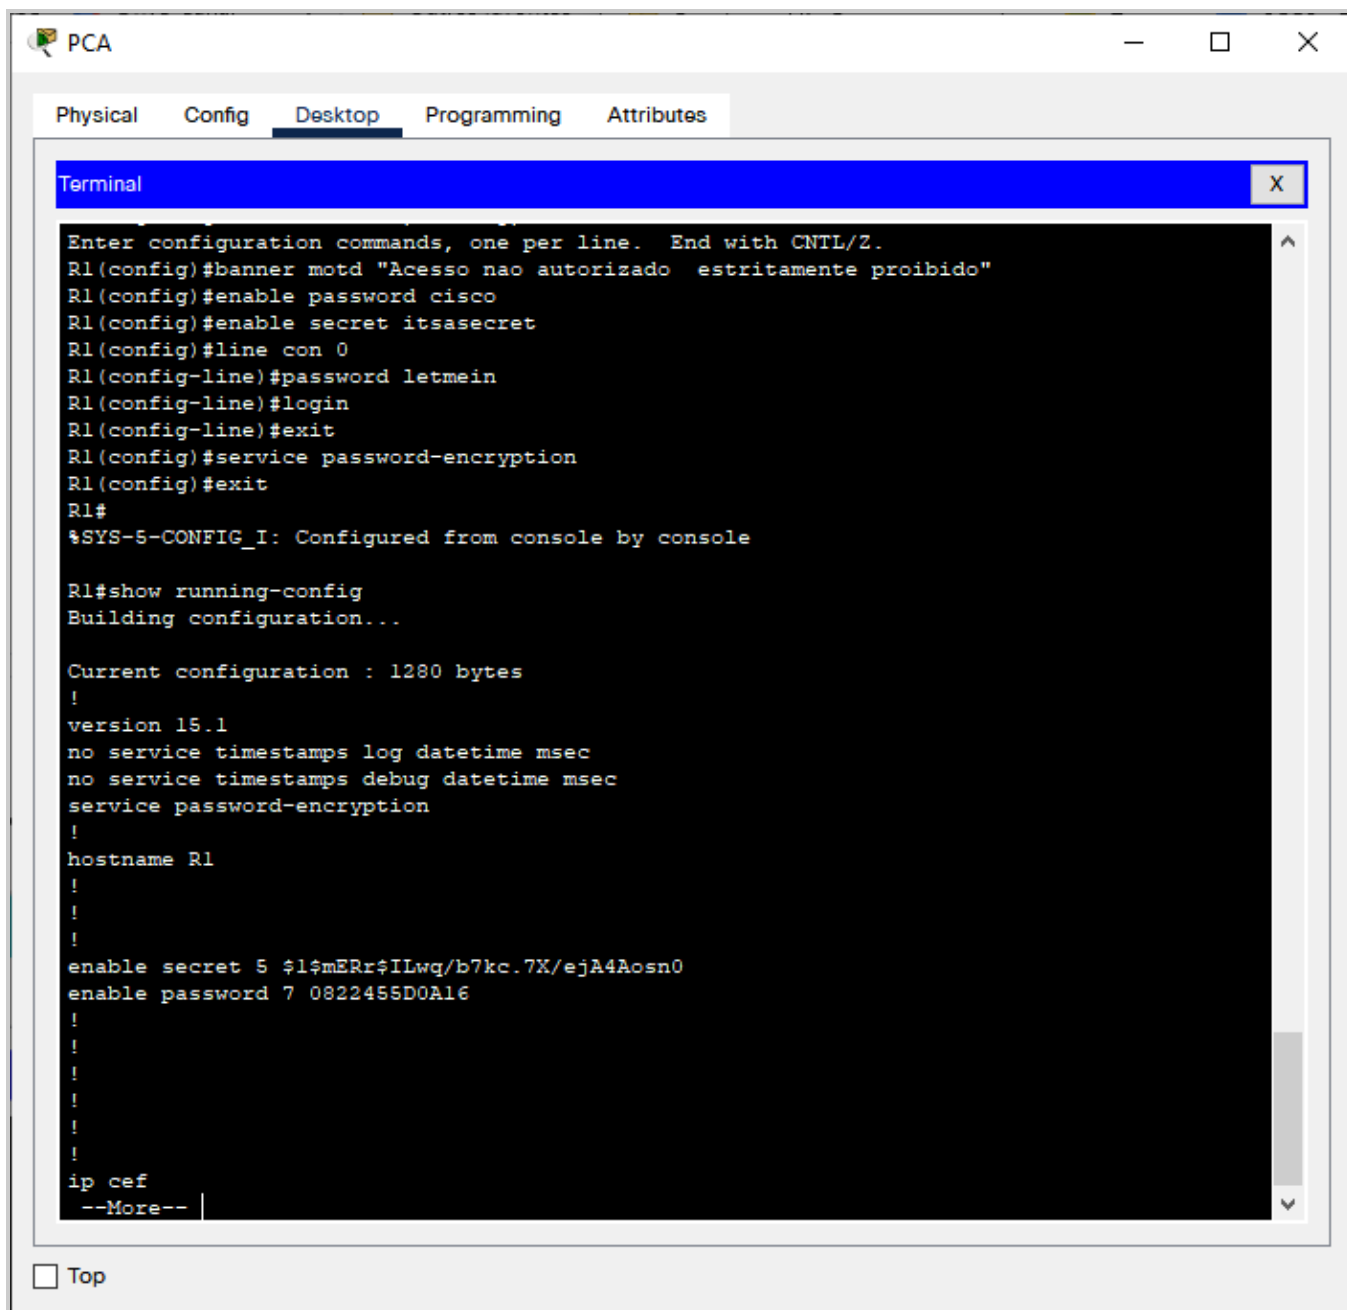 PCA
Physical Config Desktop Programming Attributes
Terminal
X
Enter configuration commands, one per line.  End with CNTL/Z.
R1(config)#banner motd "Acesso nao autorizado  estritamente proibido"
R1(config)#enable password cisco
R1(config)#enable secret itsasecret
R1(config)#line con 0
R1(config-line)#password letmein
R1(config-line)#login
R1(config-line)#exit
R1(config)#service password-encryption
R1(config)#exit
R1#
%SYS-5-CONFIG_I: Configured from console by console
R1#show running-config
Building configuration...
Current configuration : 1280 bytes
!
version 15.1
no service timestamps log datetime msec
no service timestamps debug datetime msec
service password-encryption
!
hostname R1
!
!
!
enable secret 5 $1$mERr$ILwq/b7kc.7X/ejA4Aosn0
enable password 7 0822455D0A16
!
!
!
!
!
!
ip cef
--More--
Top